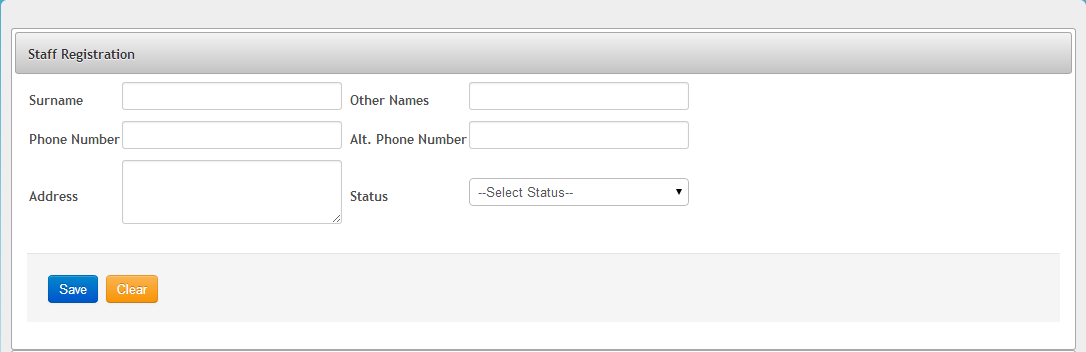 Staff Registration
Surname Other Names
Phone Number Alt. Phone Number
Address Status --Select Status--
Save Clear